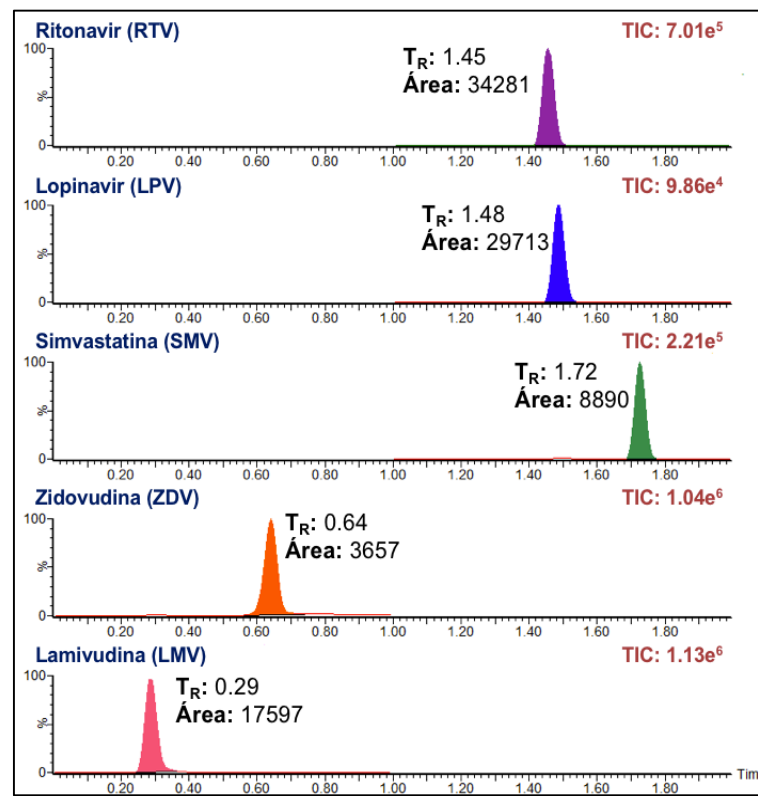 Ritonavir (RTV) TIC: 7.01e⁵
100
%
0
T_R: 1.45
Área: 34281
0.20 0.40 0.60 0.80 1.00 1.20 1.40 1.60 1.80
Lopinavir (LPV) TIC: 9.86e⁴
100
%
0
T_R: 1.48
Área: 29713
0.20 0.40 0.60 0.80 1.00 1.20 1.40 1.60 1.80
Simvastatina (SMV) TIC: 2.21e⁵
100
%
0
T_R: 1.72
Área: 8890
0.20 0.40 0.60 0.80 1.00 1.20 1.40 1.60 1.80
Zidovudina (ZDV) TIC: 1.04e⁶
100
%
0
T_R: 0.64
Área: 3657
0.20 0.40 0.60 0.80 1.00 1.20 1.40 1.60 1.80
Lamivudina (LMV) TIC: 1.13e⁶
100
%
0
T_R: 0.29
Área: 17597
Tim
0.20 0.40 0.60 0.80 1.00 1.20 1.40 1.60 1.80